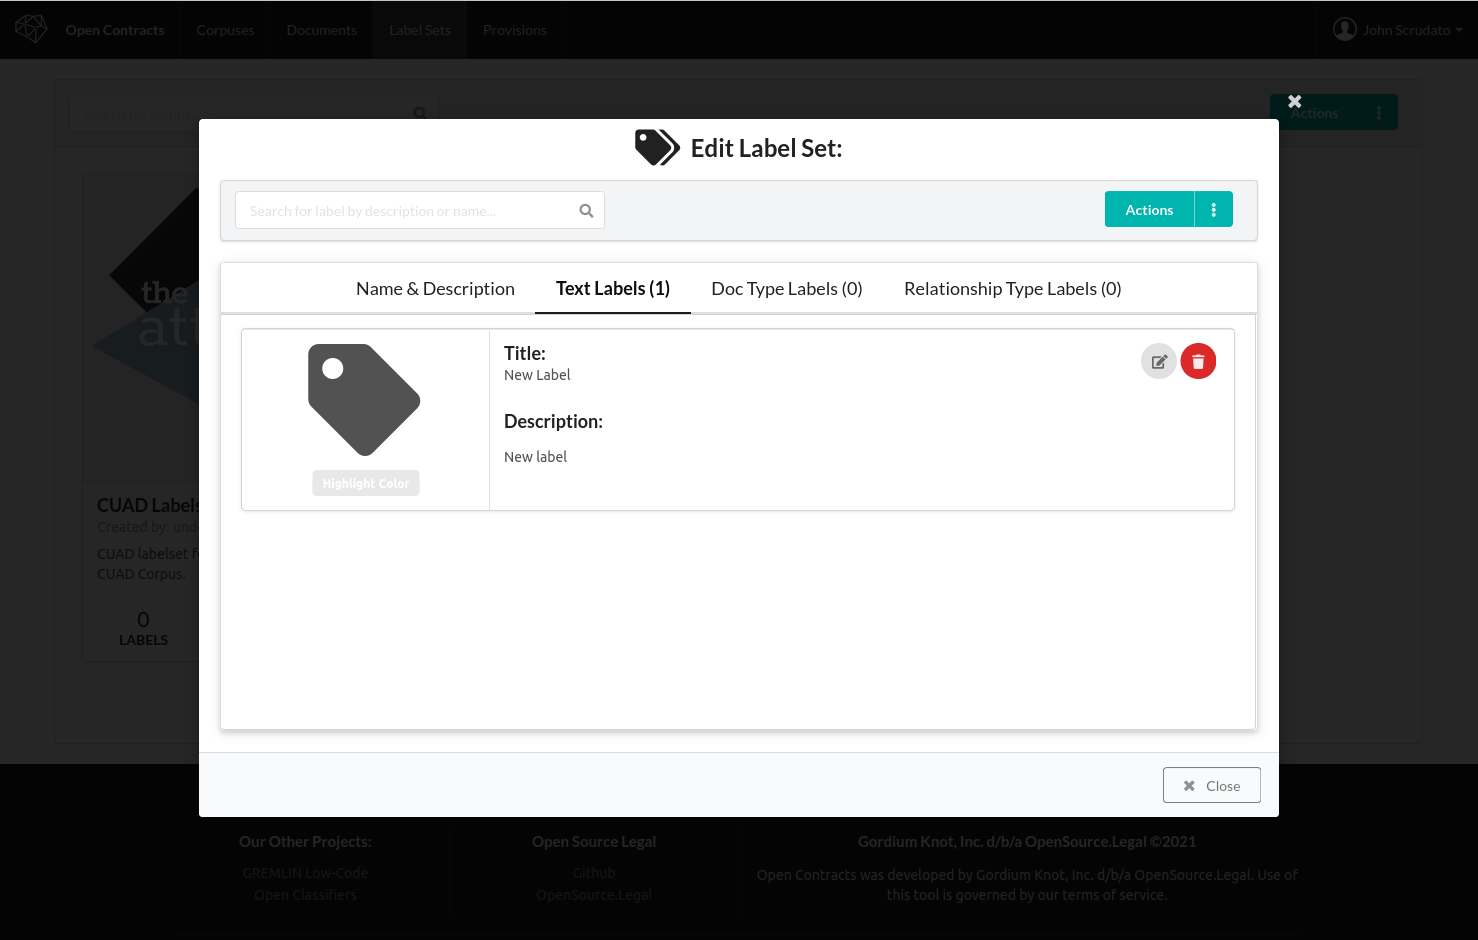 Open Contracts
Corpuses
Documents
Label Sets
Provisions
John Scrudato
Actions
Edit Label Set:
Search for label by description or name...
Actions
Name & Description
Text Labels (1)
Doc Type Labels (0)
Relationship Type Labels (0)
Title:
New Label
Description:
New label
Highlight Color
the
CUAD Labels
Created by:
CUAD labelset
CUAD Corpus.
0
LABELS
Close
Our Other Projects:
GREMLIN Low-Code
Open Classifiers
Open Source Legal
Github
OpenSource.Legal
Gordium Knot, Inc. d/b/a OpenSource.Legal ©2021
Open Contracts was developed by Gordium Knot, Inc. d/b/a OpenSource.Legal. Use of
this tool is governed by our terms of service.